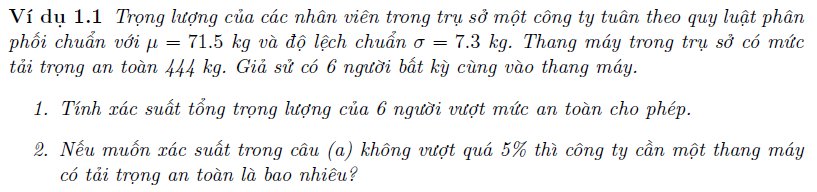 Ví dụ 1.1 Trọng lượng của các nhân viên trong trụ sở một công ty tuân theo quy luật phân
phối chuẩn với μ = 71.5 kg và độ lệch chuẩn σ = 7.3 kg. Thang máy trong trụ sở có mức
tải trọng an toàn 444 kg. Giả sử có 6 người bất kỳ cùng vào thang máy.
1. Tính xác suất tổng trọng lượng của 6 người vượt mức an toàn cho phép.
2. Nếu muốn xác suất trong câu (a) không vượt quá 5% thì công ty cần một thang máy
có tải trọng an toàn là bao nhiêu?